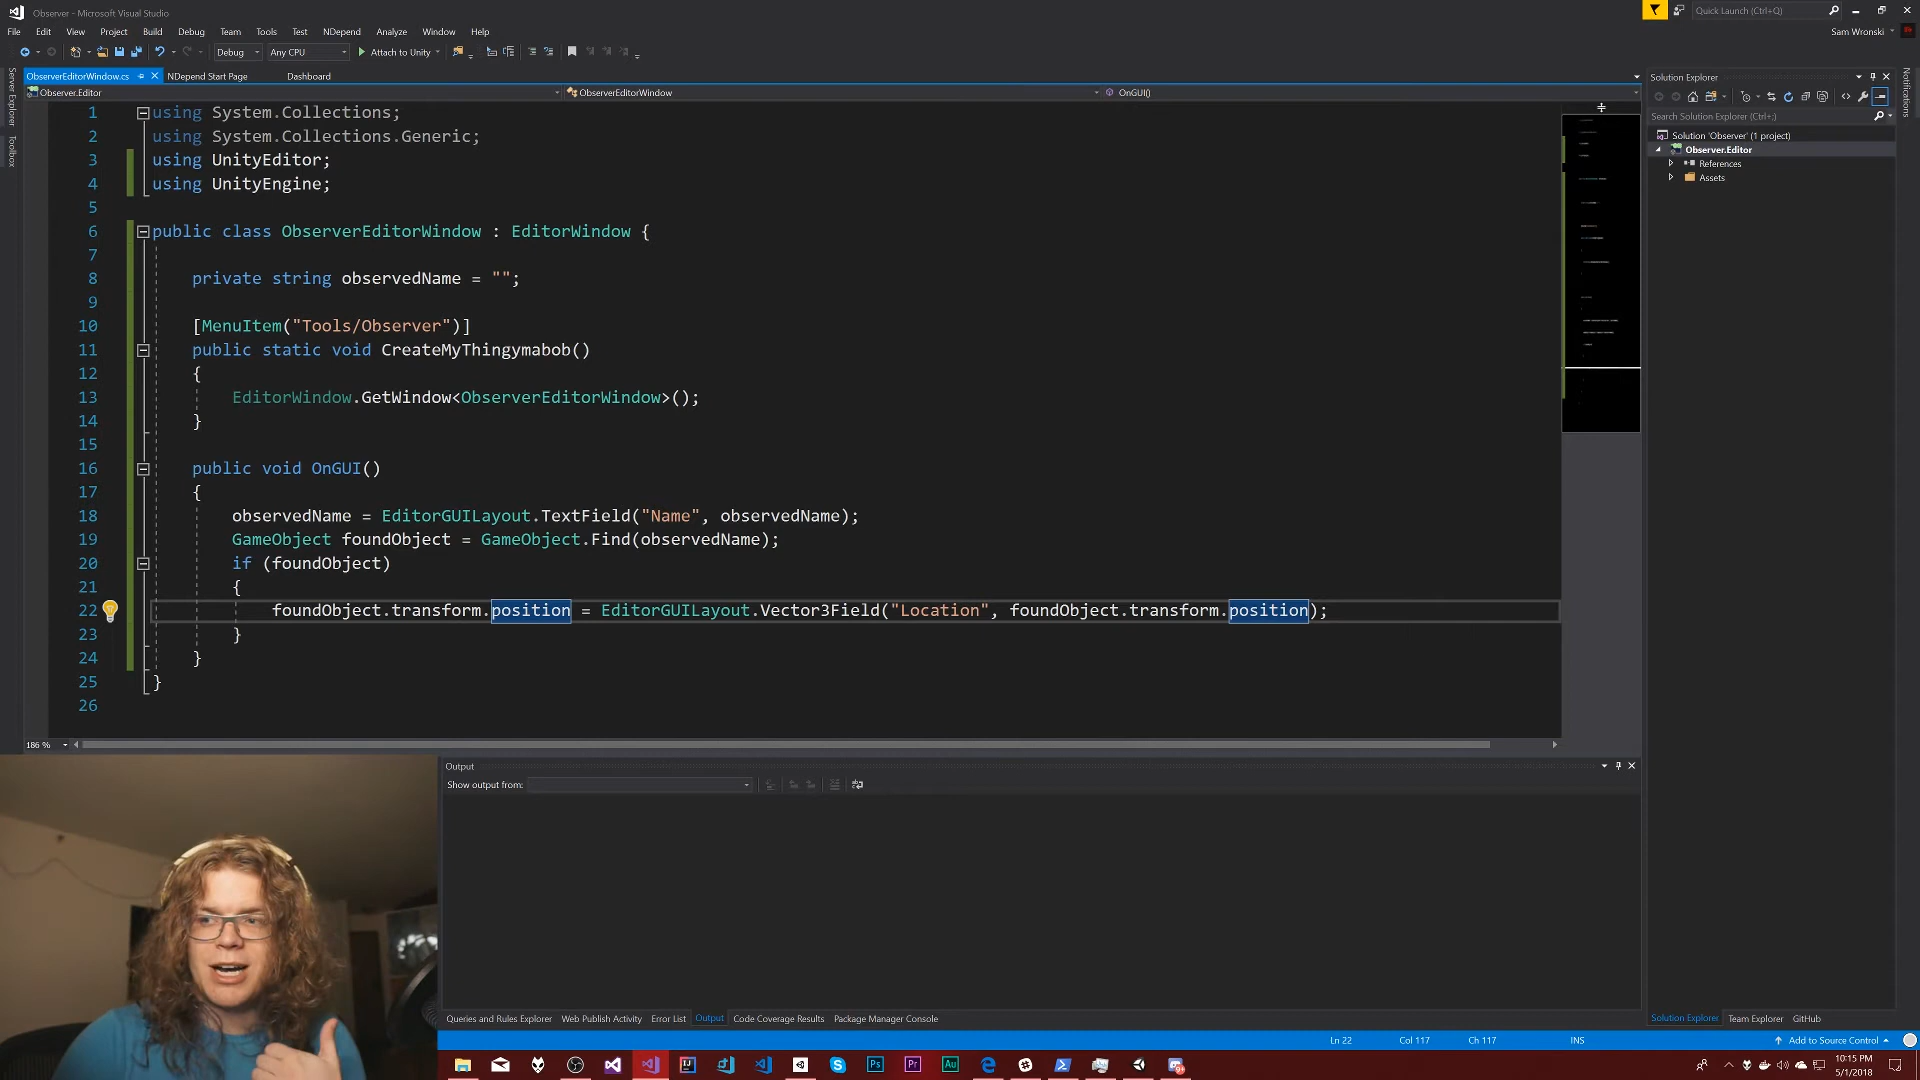 Observer - Microsoft Visual Studio
Quick Launch (Ctrl+Q)
File Edit View Project Build Debug Team Tools Test NDepend Analyze Window Help
Sam Wronski
Debug Any CPU Attach to Unity
ObserverEditorWindow.cs NDepend Start Page Dashboard
Observer.Editor ObserverEditorWindow OnGUI()
Server Explorer
Toolbox
1 using System.Collections;
2 using System.Collections.Generic;
3 using UnityEditor;
4 using UnityEngine;
5
6 public class ObserverEditorWindow : EditorWindow {
7
8 private string observedName = "";
9
10 [MenuItem("Tools/Observer")]
11 public static void CreateMyThingymabob()
12 {
13 EditorWindow.GetWindow<ObserverEditorWindow>();
14 }
15
16 public void OnGUI()
17 {
18 observedName = EditorGUILayout.TextField("Name", observedName);
19 GameObject foundObject = GameObject.Find(observedName);
20 if (foundObject)
21 {
22 foundObject.transform.position = EditorGUILayout.Vector3Field("Location", foundObject.transform.position);
23 }
24 }
25 }
26
186 %
Solution Explorer
Search Solution Explorer (Ctrl+;)
Solution 'Observer' (1 project)
Observer.Editor
References
Assets
Notifications
Output
Show output from:
Queries and Rules Explorer Web Publish Activity Error List Output Code Coverage Results Package Manager Console
Solution Explorer Team Explorer GitHub
Ln 22 Col 117 Ch 117 INS Add to Source Control
Ps Pr Au
10:15 PM
5/1/2018